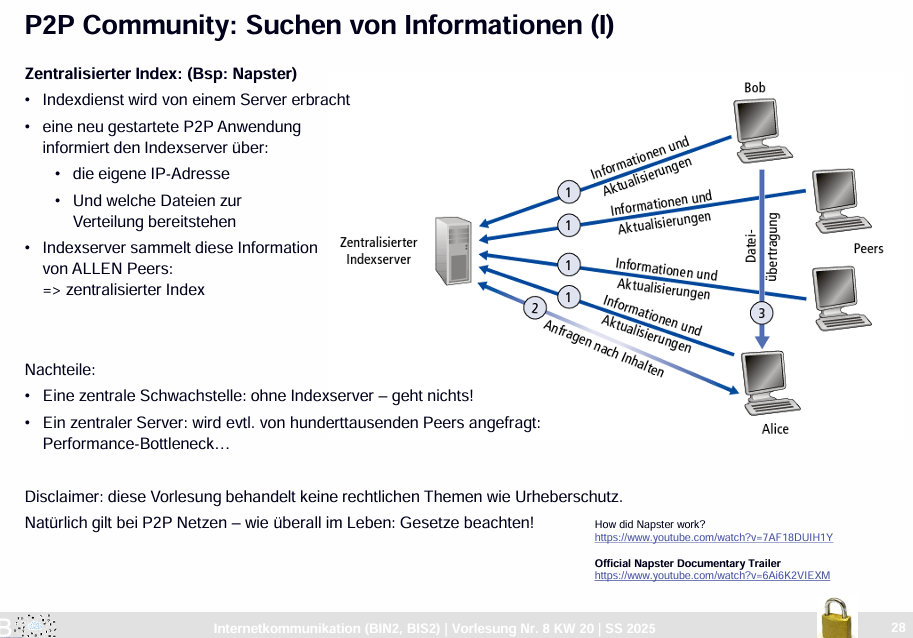 P2P Community: Suchen von Informationen (I)
Zentralisierter Index: (Bsp: Napster)
• Indexdienst wird von einem Server erbracht
• eine neu gestartete P2P Anwendung
informiert den Indexserver über:
• die eigene IP-Adresse
• Und welche Dateien zur
Verteilung bereitstehen
• Indexserver sammelt diese Information
von ALLEN Peers:
=> zentralisierter Index
Zentralisierter
Indexserver
Bob
Informationen und
Aktualisierungen
1
Informationen und
Aktualisierungen
1
Peers
Informationen und
Aktualisierungen
1
Informationen und
Aktualisierungen
1
2
Anfragen nach Inhalten
Datei-
übertragung
3
Alice
Nachteile:
• Eine zentrale Schwachstelle: ohne Indexserver – geht nichts!
• Ein zentraler Server: wird evtl. von hunderttausenden Peers angefragt:
Performance-Bottleneck…
Disclaimer: diese Vorlesung behandelt keine rechtlichen Themen wie Urheberschutz.
Natürlich gilt bei P2P Netzen – wie überall im Leben: Gesetze beachten!
How did Napster work?
https://www.youtube.com/watch?v=7AF18DUIH1Y
Official Napster Documentary Trailer
https://www.youtube.com/watch?v=6Ai6K2VIEXM
Internetkommunikation (BIN2, BIS2) | Vorlesung Nr. 8 KW 20 | SS 2025
28